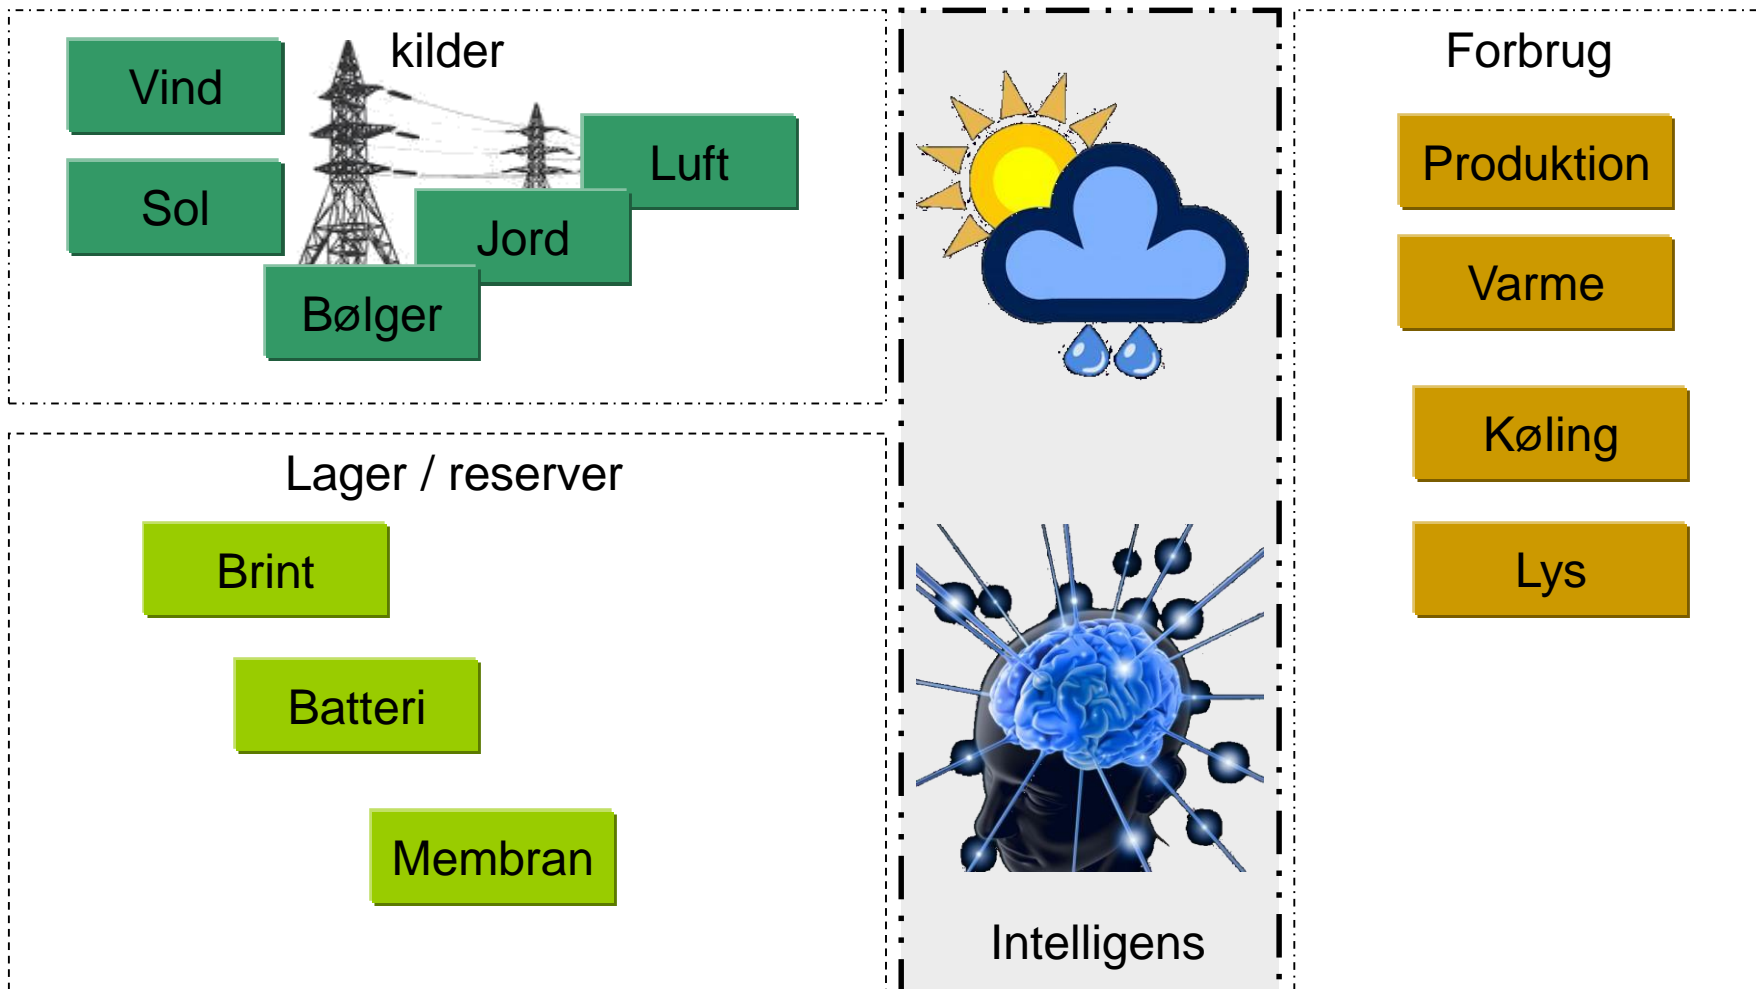 kilder
Vind
Sol
Luft
Jord
Bølger
Lager / reserver
Brint
Batteri
Membran
Intelligens
Forbrug
Produktion
Varme
Køling
Lys